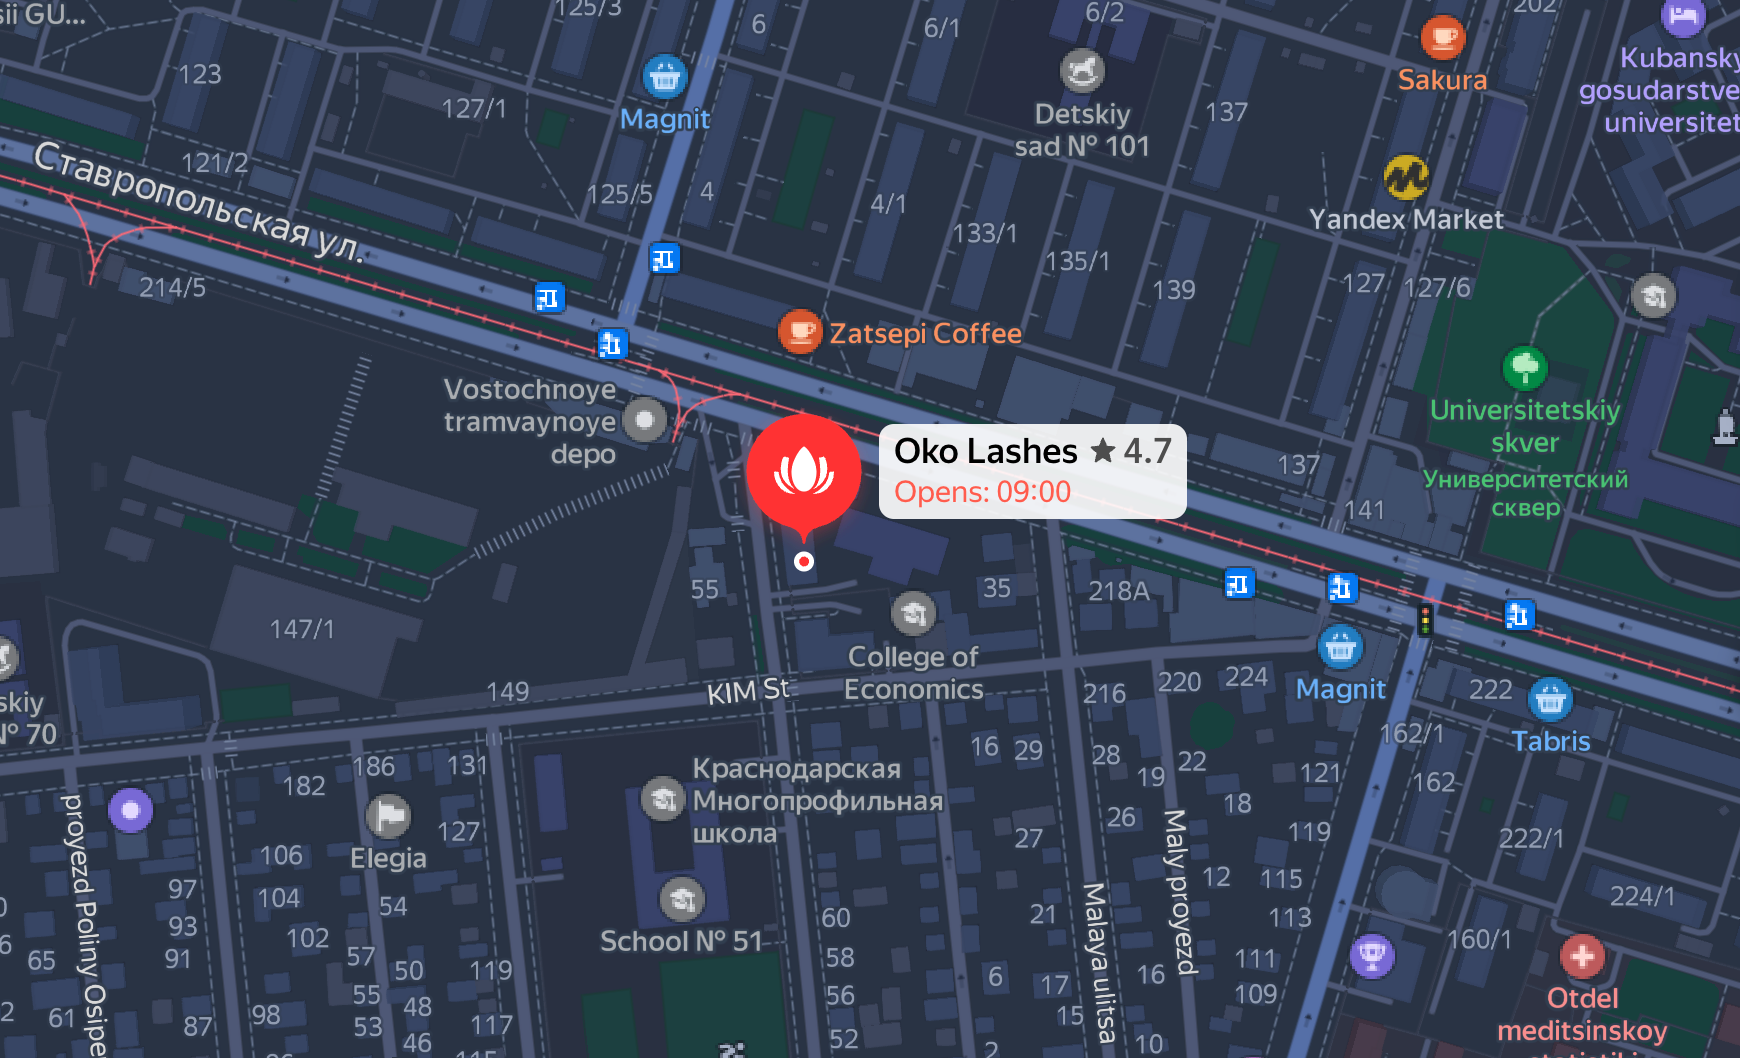 sii GU...
125/3
6
6/1
6/2
202
Sakura
Kubansky
gosudarstve
universitet
123
127/1
Magnit
Detskiy
sad № 101
137
121/2
125/5
4
4/1
Yandex Market
Ставропольская ул.
133/1
135/1
139
127
127/6
214/5
Zatsepi Coffee
Vostochnoye
tramvaynoye
depo
Universitetskiy
skver
Университетский
сквер
Oko Lashes ★ 4.7
Opens: 09:00
137
141
55
35
218A
147/1
College of
Economics
149
KIM St
216
220
224
Magnit
222
Tabris
skiy
№ 70
162/1
16
29
28
22
19
121
162
182
186
131
Краснодарская
Многопрофильная
школа
Elegia
127
26
18
27
119
222/1
106
104
97
54
93
102
91
65
57
50
119
School № 51
60
58
56
52
21
12
115
113
224/1
160/1
111
109
16
6
17
15
10
2
61
87
98
55
53
48
46
117
proyezd Poliny Osipe
Malaya ulitsa
Maly proyezd
Otdel
meditsinskoy